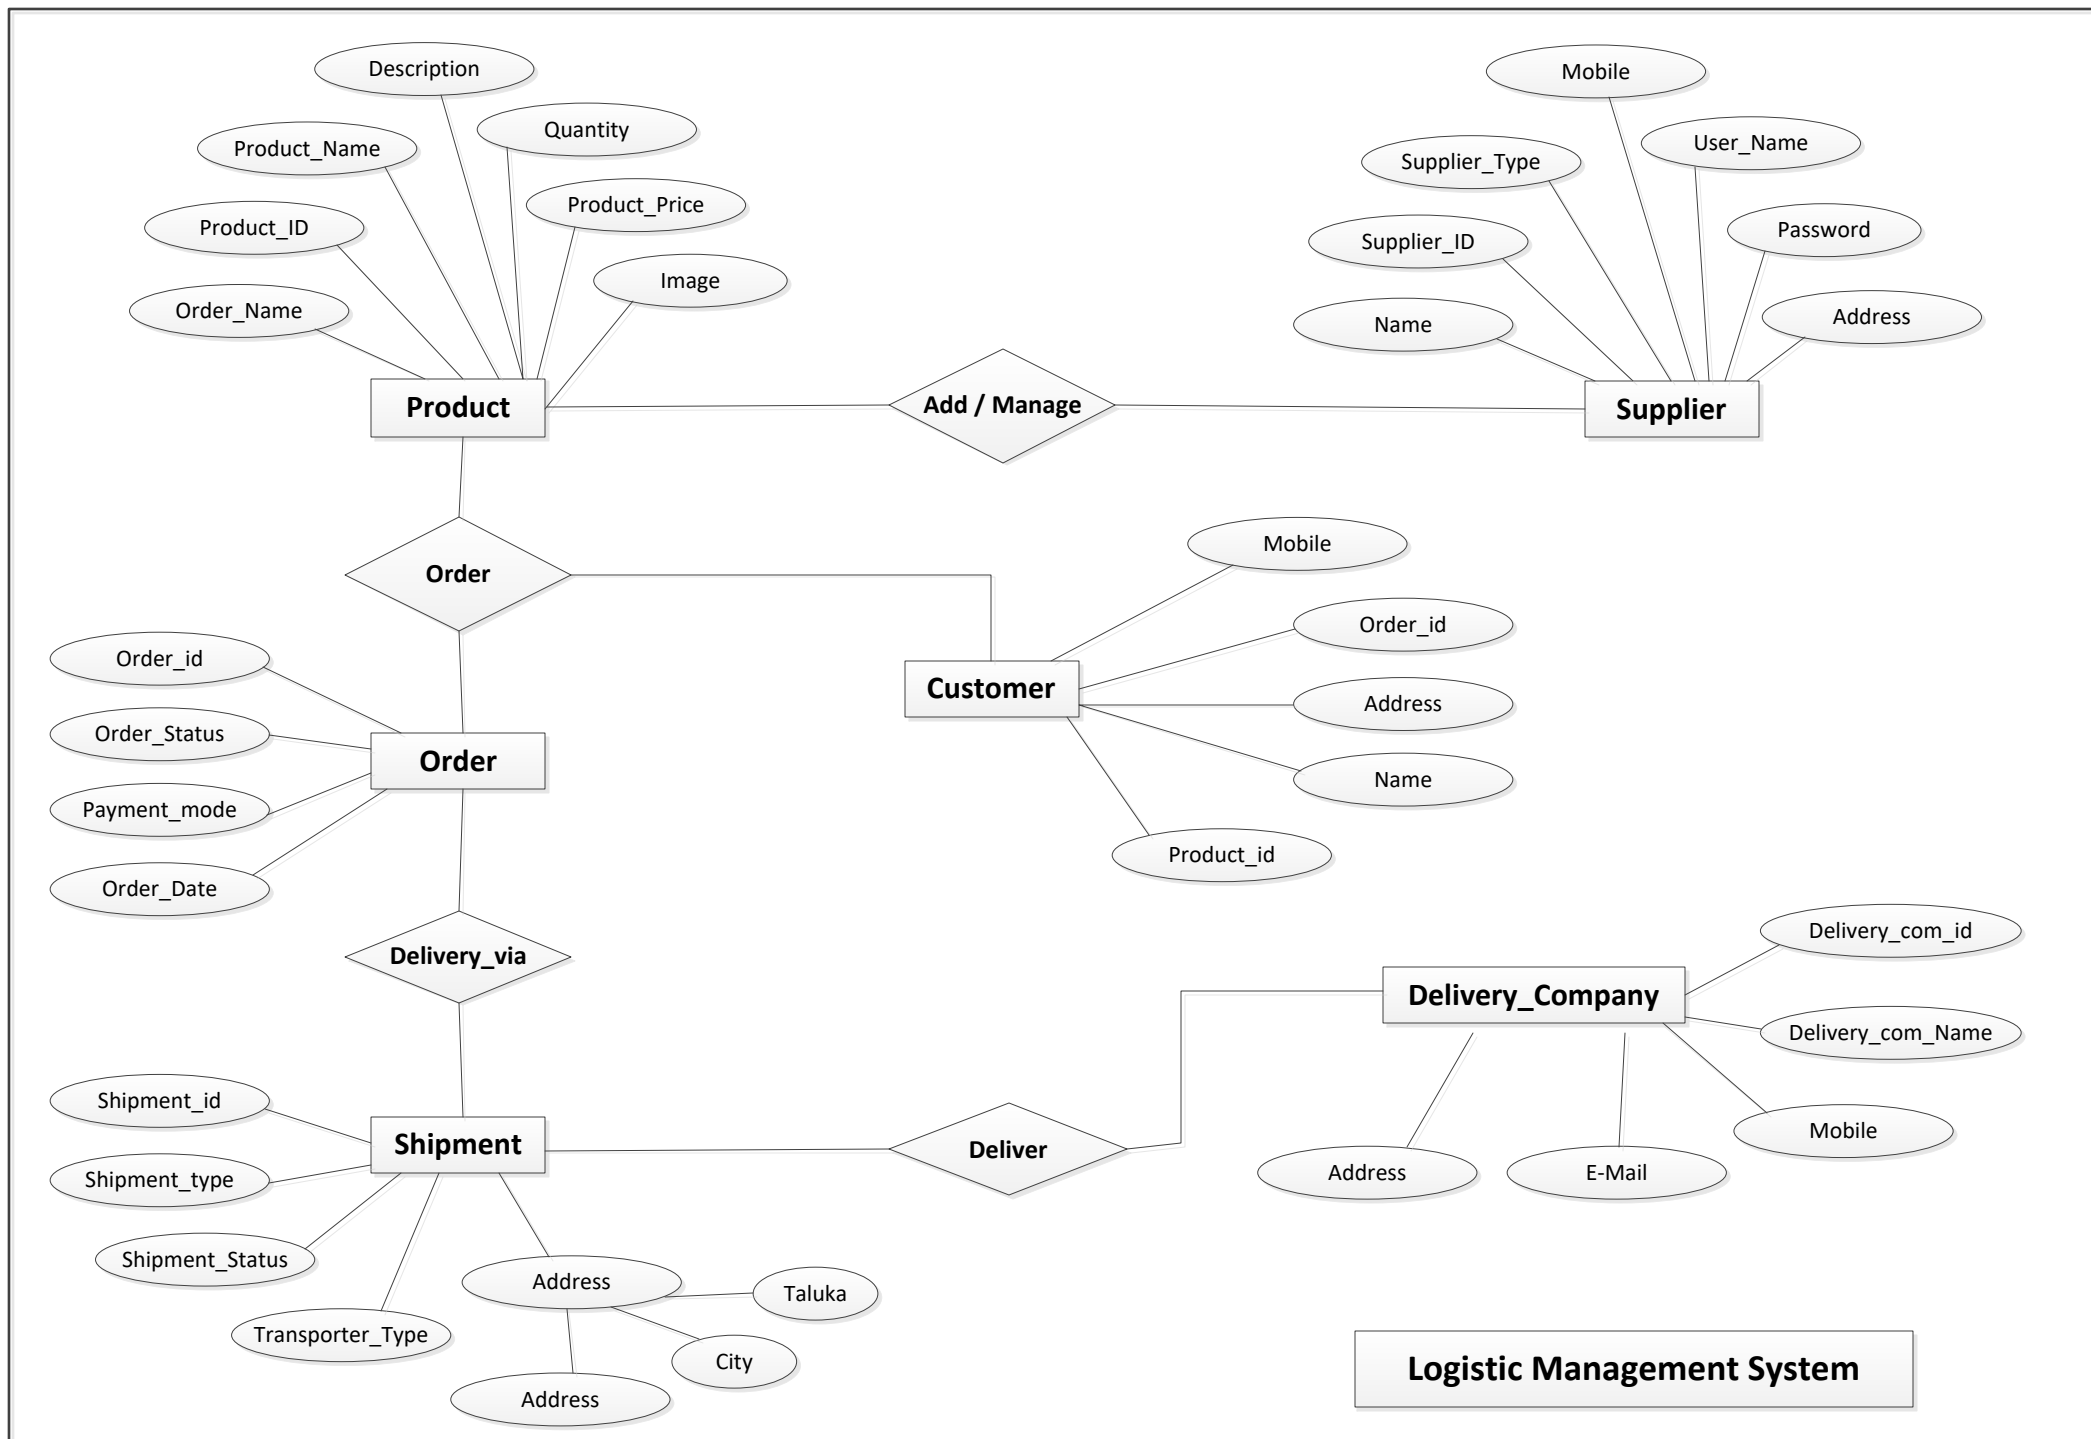 Description
Mobile
Quantity
Product_Name
User_Name
Supplier_Type
Product_Price
Product_ID
Password
Supplier_ID
Image
Order_Name
Name
Address
Product
Add / Manage
Supplier
Order
Mobile
Order_id
Address
Name
Product_id
Customer
Order_id
Order_Status
Payment_mode
Order_Date
Order
Delivery_via
Delivery_com_id
Delivery_Company
Delivery_com_Name
Mobile
Address
E-Mail
Shipment_id
Shipment
Deliver
Shipment_type
Shipment_Status
Transporter_Type
Address
Taluka
City
Address
Logistic Management System